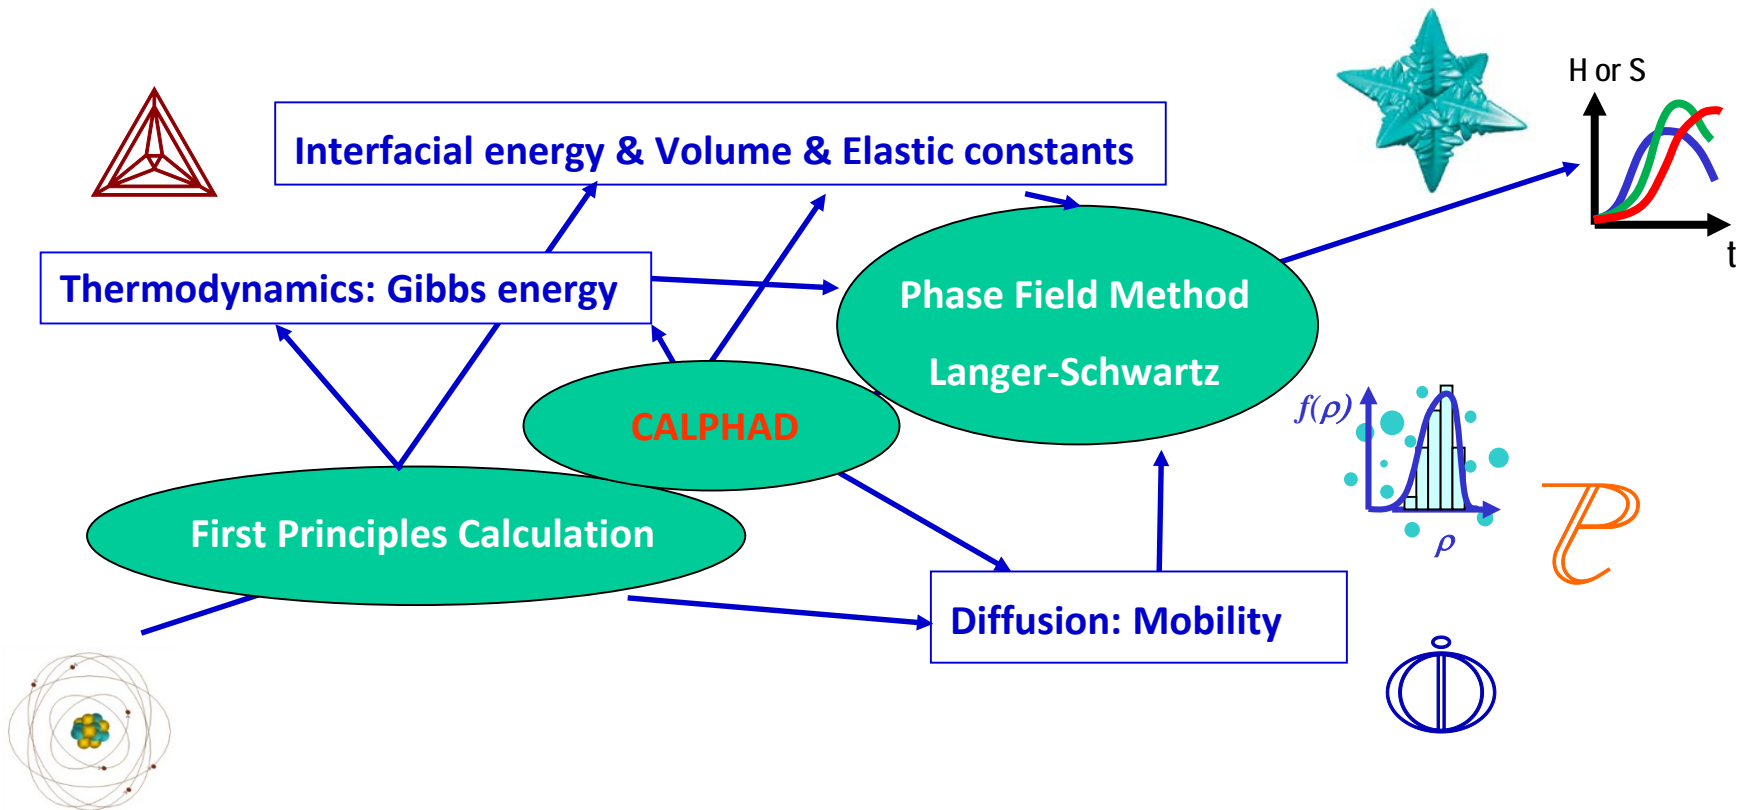 H or S
Interfacial energy & Volume & Elastic constants
t
Thermodynamics: Gibbs energy
Phase Field Method
Langer-Schwartz
CALPHAD
f(ρ)
First Principles Calculation
ρ
Diffusion: Mobility